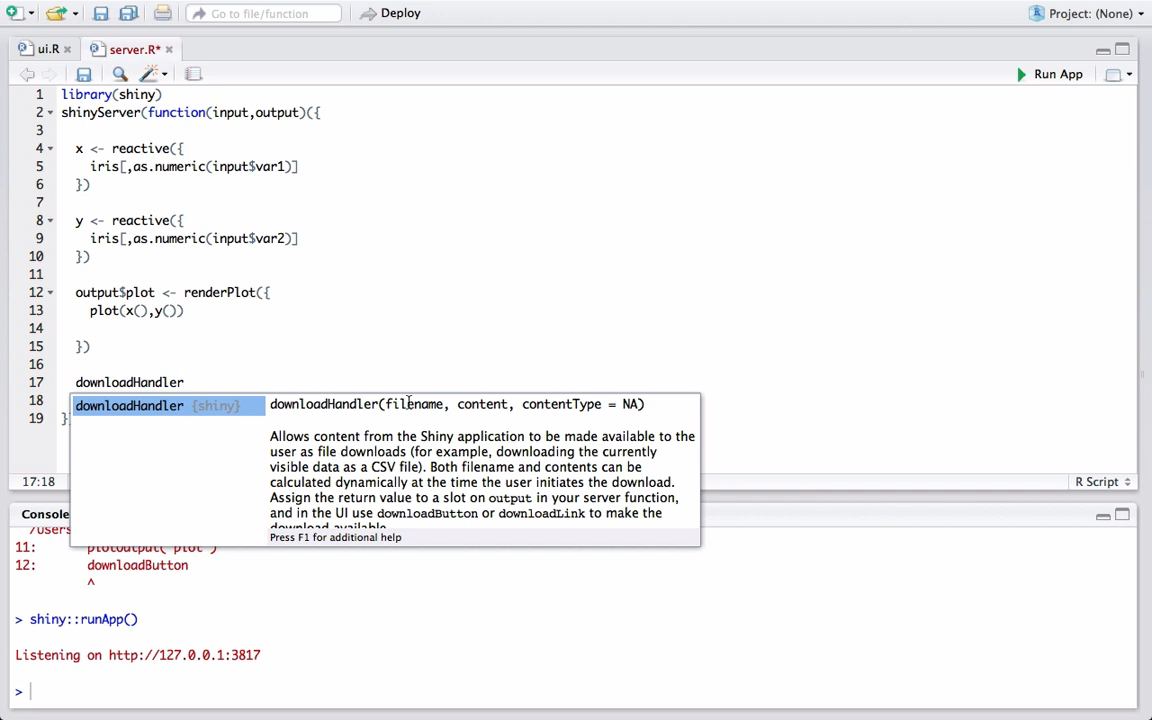 Go to file/function
Deploy
Project: (None)
ui.R
server.R*
Run App
1 library(shiny)
2 shinyServer(function(input,output)({
3
4 x <- reactive({
5 iris[,as.numeric(input$var1)]
6 })
7
8 y <- reactive({
9 iris[,as.numeric(input$var2)]
10 })
11
12 output$plot <- renderPlot({
13 plot(x(),y())
14
15 })
16
17 downloadHandler
18
19 }
downloadHandler {shiny}
downloadHandler(filename, content, contentType = NA)
Allows content from the Shiny application to be made available to the
user as file downloads (for example, downloading the currently
visible data as a CSV file). Both filename and contents can be
calculated dynamically at the time the user initiates the download.
Assign the return value to a slot on output in your server function,
and in the UI use downloadButton or downloadLink to make the
download available.
Press F1 for additional help
17:18
R Script
Console
/Users
11: plotOutput("plot")
12: downloadButton
^
> shiny::runApp()
Listening on http://127.0.0.1:3817
>